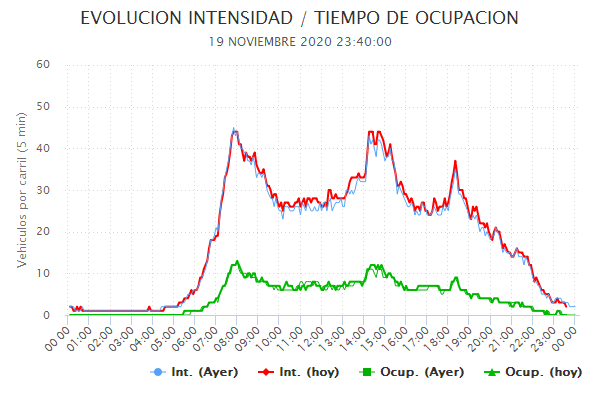 EVOLUCION INTENSIDAD / TIEMPO DE OCUPACION
19 NOVIEMBRE 2020 23:40:00
Vehiculos por carril (5 min)
60
50
40
30
20
10
0
00:00 01:00 02:00 03:00 04:00 05:00 06:00 07:00 08:00 09:00 10:00 11:00 12:00 13:00 14:00 15:00 16:00 17:00 18:00 19:00 20:00 21:00 22:00 23:00 00:00
Int. (Ayer) Int. (hoy) Ocup. (Ayer) Ocup. (hoy)